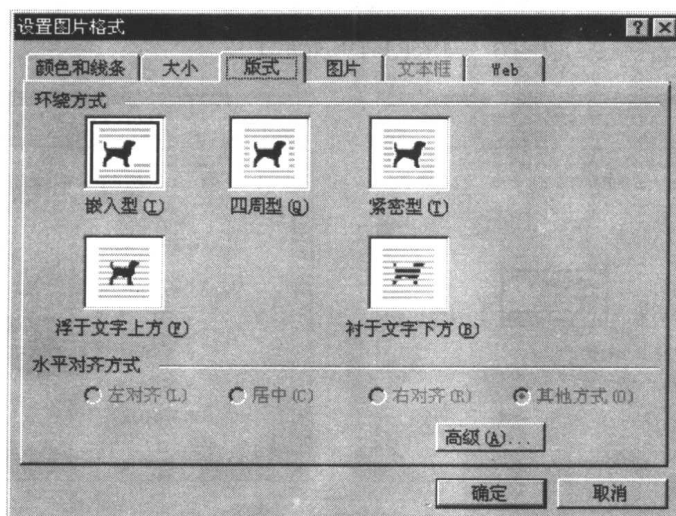 设置图片格式 ? ×
颜色和线条 大小 版式 图片 文本框 Web
环绕方式
嵌入型(I) 四周型(Q) 紧密型(T)
浮于文字上方(F) 衬于文字下方(B)
水平对齐方式
左对齐(L) 居中(C) 右对齐(R) 其他方式(O)
高级(A)...
确定 取消